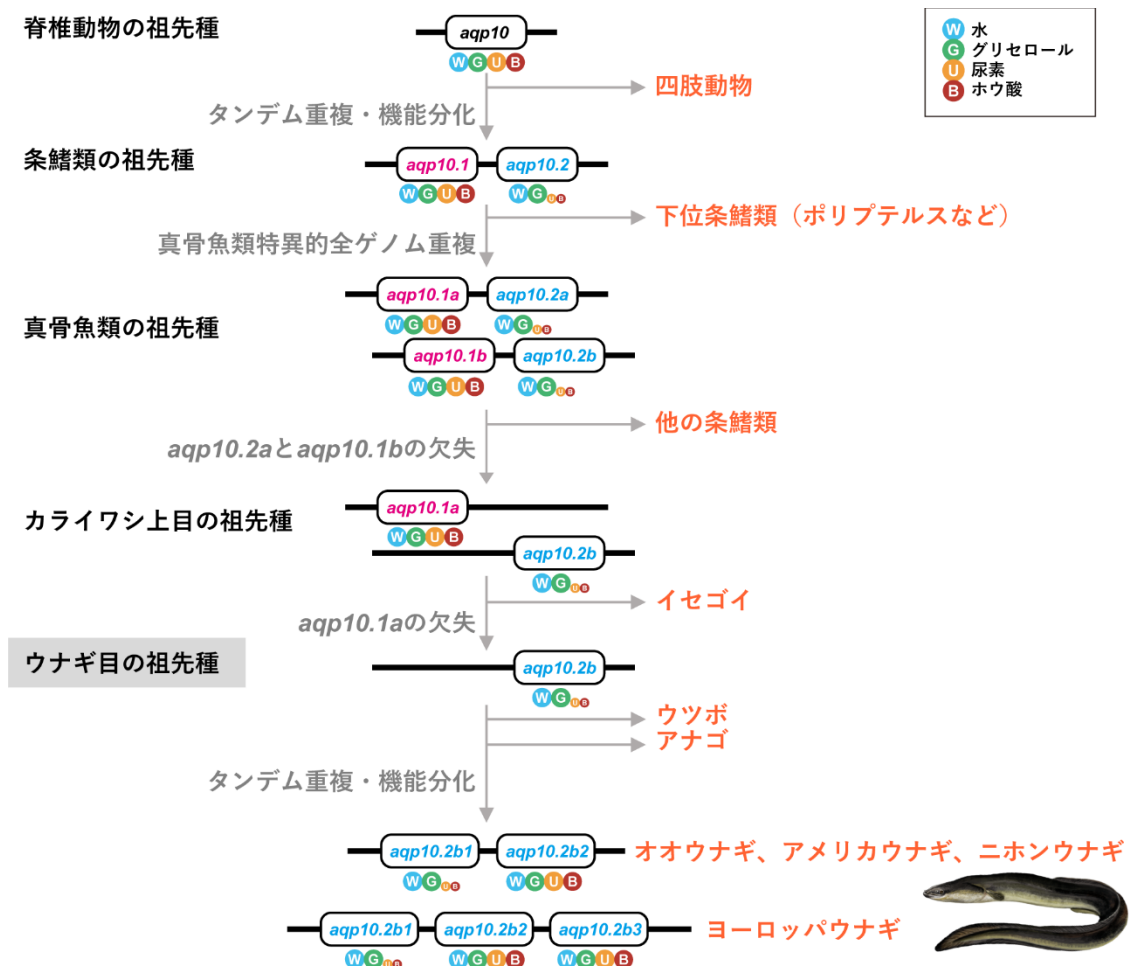 脊椎動物の祖先種
aqp10
W 水
G グリセロール
U 尿素
B ホウ酸
W G U B
四肢動物
タンデム重複・機能分化
条鰭類の祖先種
aqp10.1 aqp10.2
W G U B W G U B
下位条鰭類（ポリプテルスなど）
真骨魚類特異的全ゲノム重複
aqp10.1a aqp10.2a
W G U B W G U B
真骨魚類の祖先種
aqp10.1b aqp10.2b
W G U B W G U B
他の条鰭類
aqp10.2aとaqp10.1bの欠失
aqp10.1a
カライワシ上目の祖先種
W G U B
aqp10.2b
W G U B
イセゴイ
aqp10.1aの欠失
ウナギ目の祖先種
aqp10.2b
W G U B
ウツボ
アナゴ
タンデム重複・機能分化
aqp10.2b1 aqp10.2b2 オオウナギ、アメリカウナギ、ニホンウナギ
W G U B W G U B
aqp10.2b1 aqp10.2b2 aqp10.2b3 ヨーロッパウナギ
W G U B W G U B W G U B